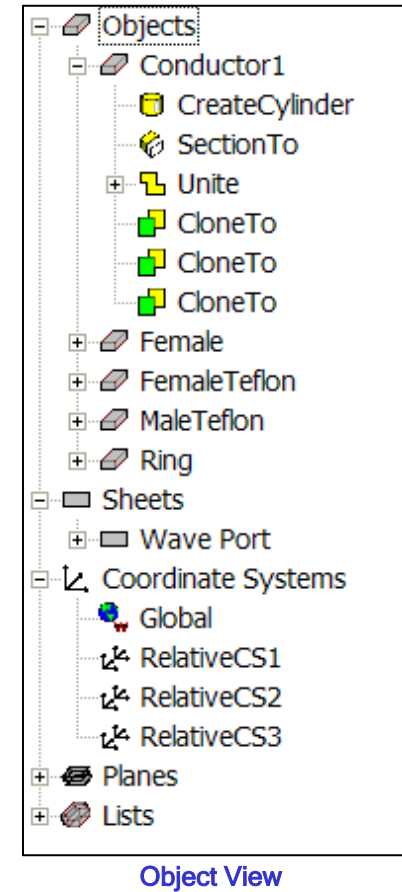 Objects
Conductor1
CreateCylinder
SectionTo
Unite
CloneTo
CloneTo
CloneTo
Female
FemaleTeflon
MaleTeflon
Ring
Sheets
Wave Port
Coordinate Systems
Global
RelativeCS1
RelativeCS2
RelativeCS3
Planes
Lists
Object View